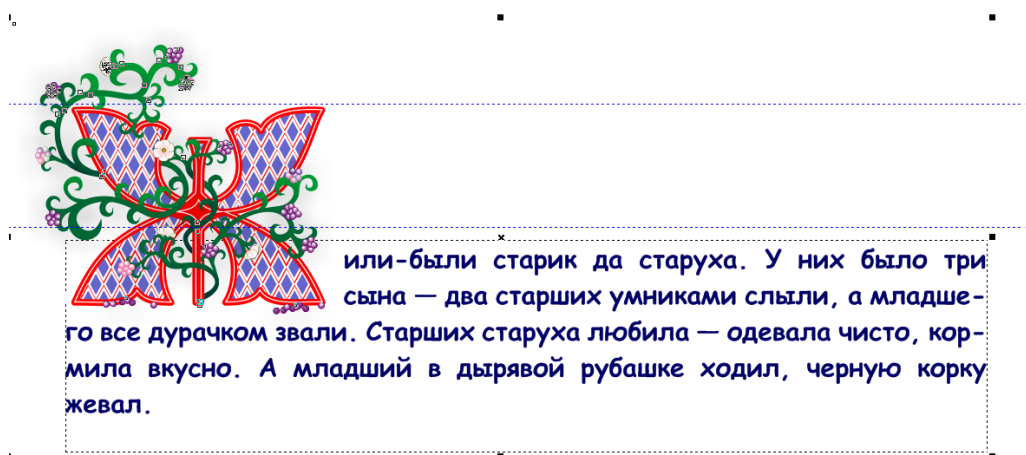 Жили-были старик да старуха. У них было три
сына — два старших умниками слыли, а младше-
го все дурачком звали. Старших старуха любила — одевала чисто, кор-
мила вкусно. А младший в дырявой рубашке ходил, черную корку
жевал.